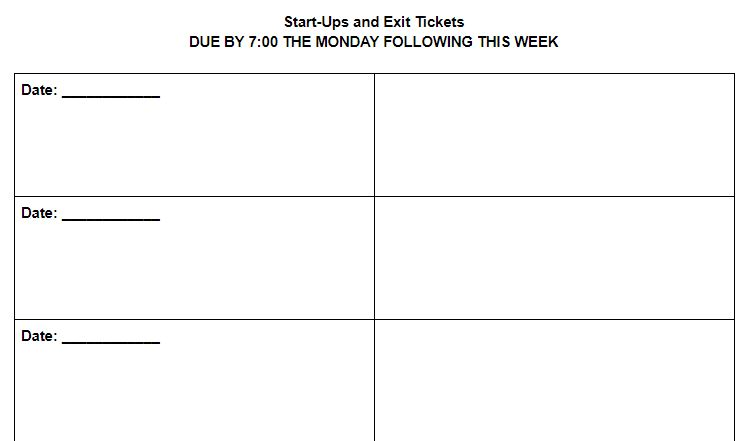 Start-Ups and Exit Tickets
DUE BY 7:00 THE MONDAY FOLLOWING THIS WEEK
Date: ____________
Date: ____________
Date: ____________